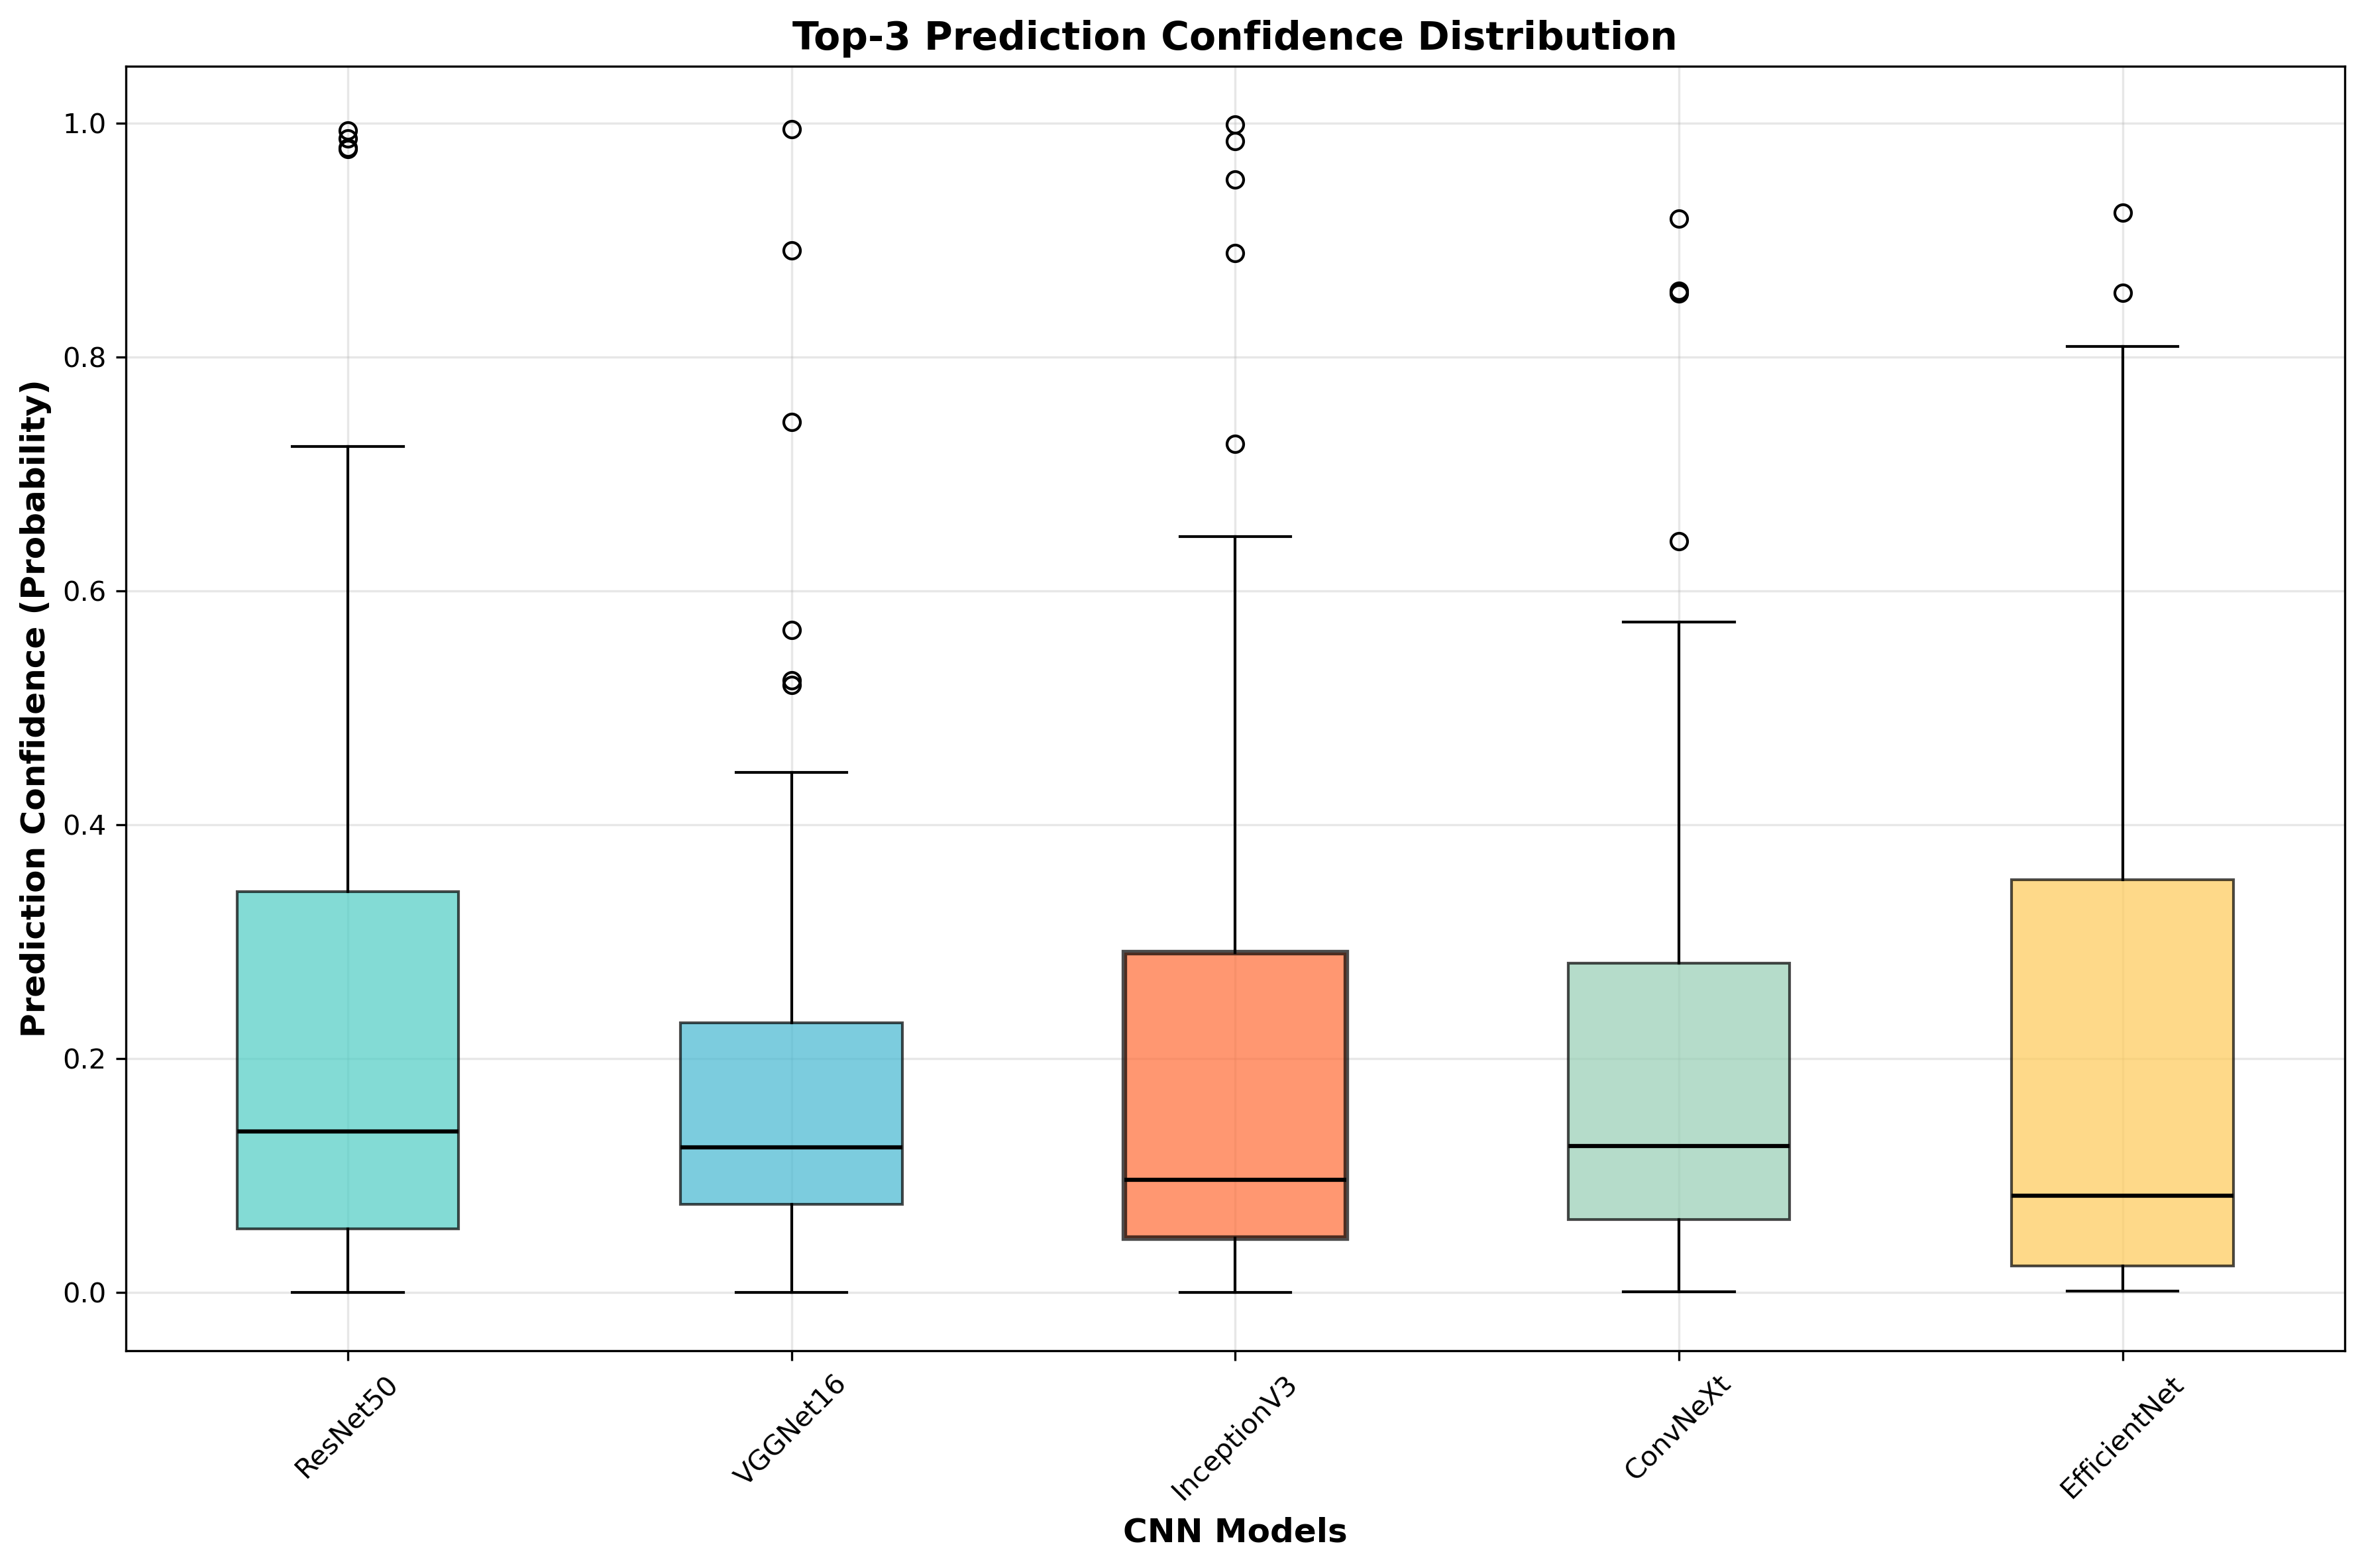 Top-3 Prediction Confidence Distribution
Prediction Confidence (Probability)
1.0
0.8
0.6
0.4
0.2
0.0
ResNet50
VGGNet16
InceptionV3
ConvNeXt
EfficientNet
CNN Models